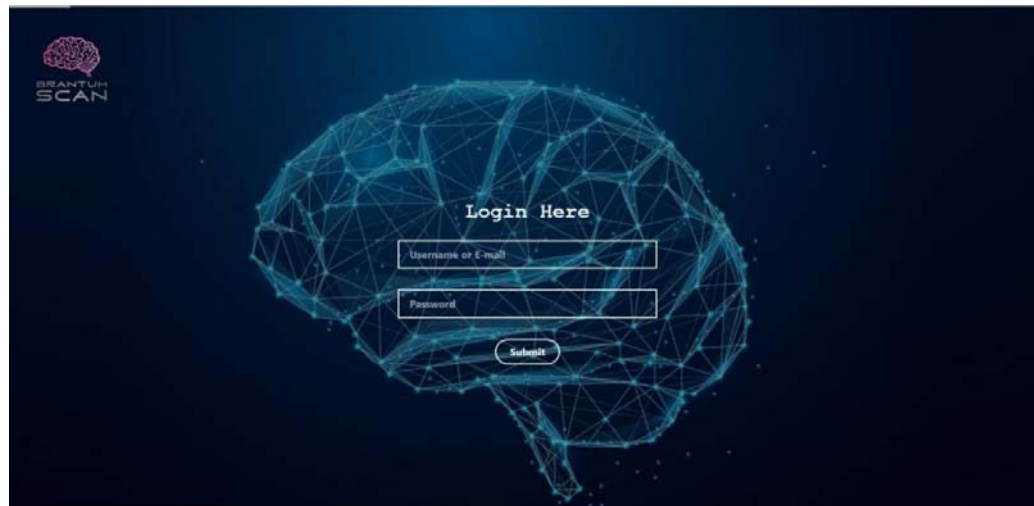 BRANTUM
SCAN
Login Here
Username or E-mail
Password
Submit